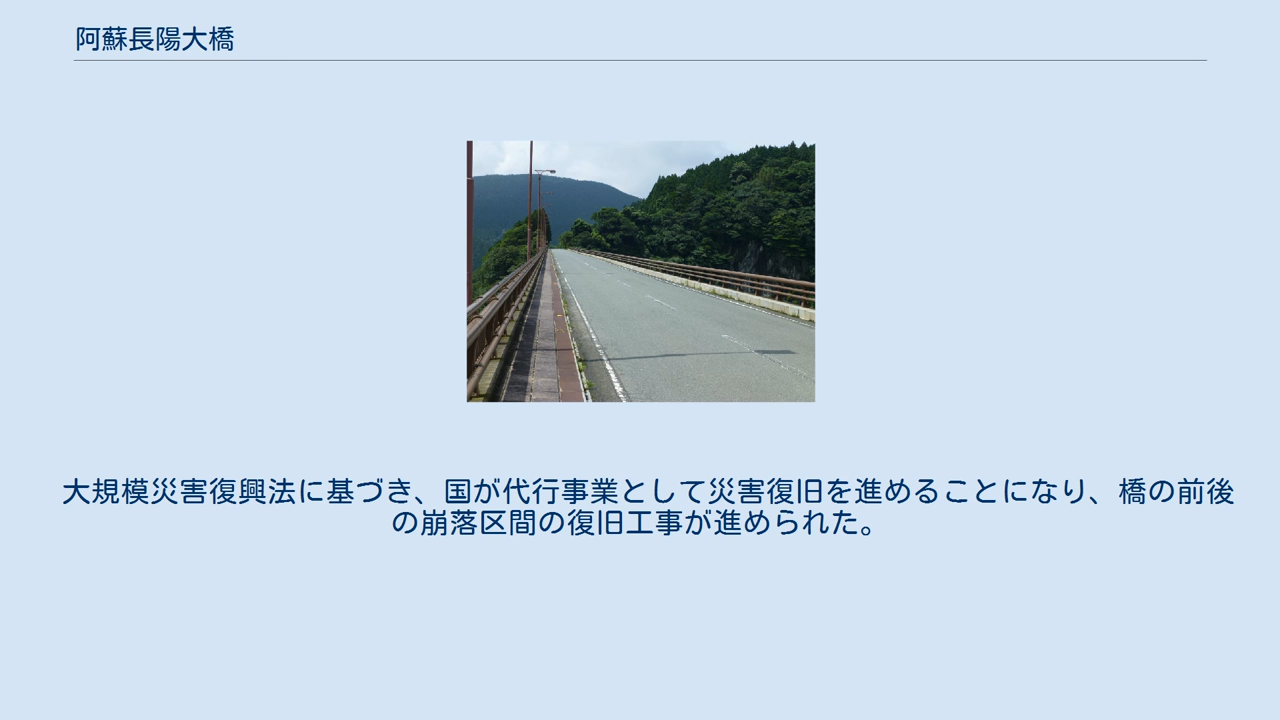 阿蘇長陽大橋
大規模災害復興法に基づき、国が代行事業として災害復旧を進めることになり、橋の前後
の崩落区間の復旧工事が進められた。